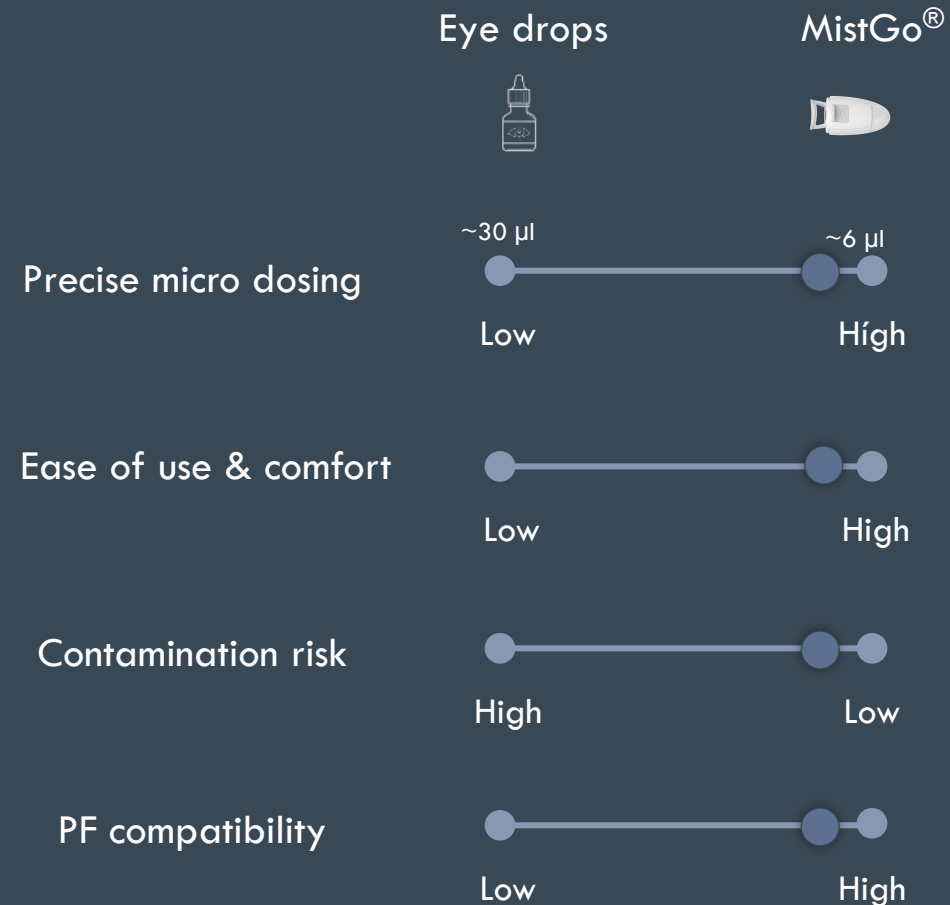 Eye drops MistGo®
~30 µl ~6 µl
Precise micro dosing
Low Hígh
Ease of use & comfort
Low High
Contamination risk
High Low
PF compatibility
Low High